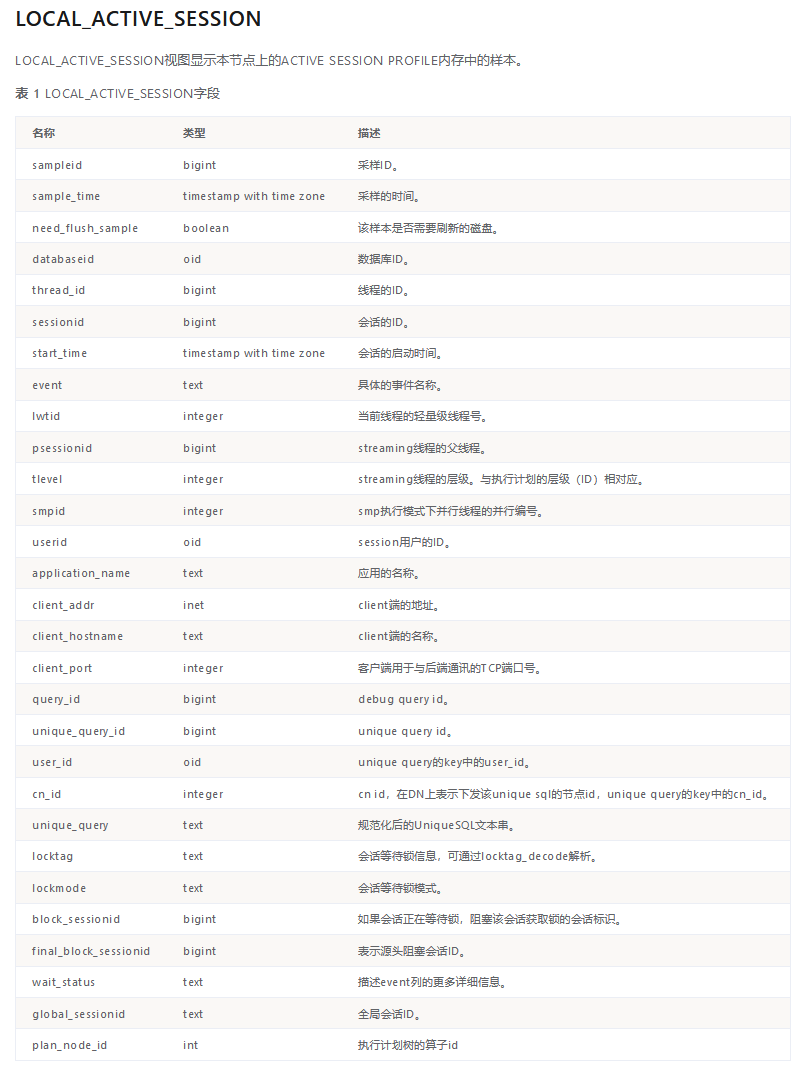 LOCAL_ACTIVE_SESSION
LOCAL_ACTIVE_SESSION视图显示本节点上的ACTIVE SESSION PROFILE内存中的样本。
表 1 LOCAL_ACTIVE_SESSION字段
名称 类型 描述
sampleid bigint 采样ID。
sample_time timestamp with time zone 采样的时间。
need_flush_sample boolean 该样本是否需要刷新的磁盘。
databaseid oid 数据库ID。
thread_id bigint 线程的ID。
sessionid bigint 会话的ID。
start_time timestamp with time zone 会话的启动时间。
event text 具体的事件名称。
lwtid integer 当前线程的轻量级线程号。
psessionid bigint streaming线程的父线程。
tlevel integer streaming线程的层级。与执行计划的层级（ID）相对应。
smpid integer smp执行模式下并行线程的并行编号。
userid oid session用户的ID。
application_name text 应用的名称。
client_addr inet client端的地址。
client_hostname text client端的名称。
client_port integer 客户端用于与后端通讯的TCP端口号。
query_id bigint debug query id。
unique_query_id bigint unique query id。
user_id oid unique query的key中的user_id。
cn_id integer cn id，在DN上表示下发该unique sql的节点id，unique query的key中的cn_id。
unique_query text 规范化后的UniqueSQL文本串。
locktag text 会话等待锁信息，可通过locktag_decode解析。
lockmode text 会话等待锁模式。
block_sessionid bigint 如果会话正在等待锁，阻塞该会话获取锁的会话标识。
final_block_sessionid bigint 表示源头阻塞会话ID。
wait_status text 描述event列的更多详细信息。
global_sessionid text 全局会话ID。
plan_node_id int 执行计划树的算子id